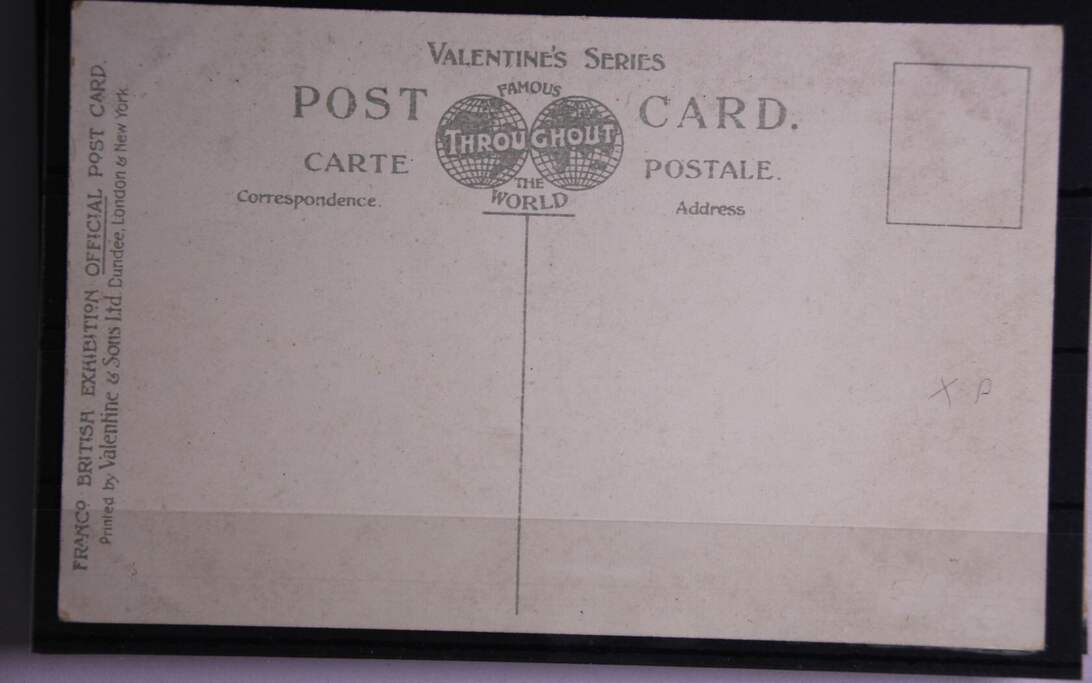 VALENTINE'S SERIES
POST CARD.
FAMOUS
THROUGHOUT
THE
WORLD
CARTE POSTALE.
Correspondence.
Address
FRANCO BRITISH EXHIBITION OFFICIAL POST CARD.
Printed by Valentine & Sons Ltd. Dundee, London & New York.
X P